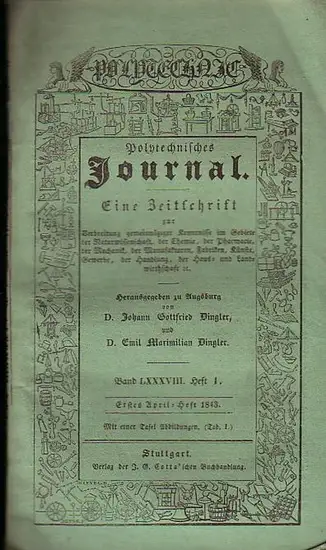 POLYTECHNIE
Polytechnisches
Journal.
Eine Zeitschrift
zur
Verbreitung gemeinnüziger Kenntnisse im Gebiete
der Naturwissenschaft, der Chemie, der Pharmacie,
der Mechanik, der Manufakturen, Fabriken, Künste,
Gewerbe, der Handlung, der Haus- und Land-
wirthschaft ec.
Herausgegeben zu Augsburg
von
D. Johann Gottfried Dingler,
und
D. Emil Maximilian Dingler.
Band LXXXVIII. Heft 1.
Erstes April-Heft 1843.
Mit einer Tafel Abbildungen, (Tab. I.)
Stuttgart.
Verlag der J. G. Cotta'schen Buchhandlung.